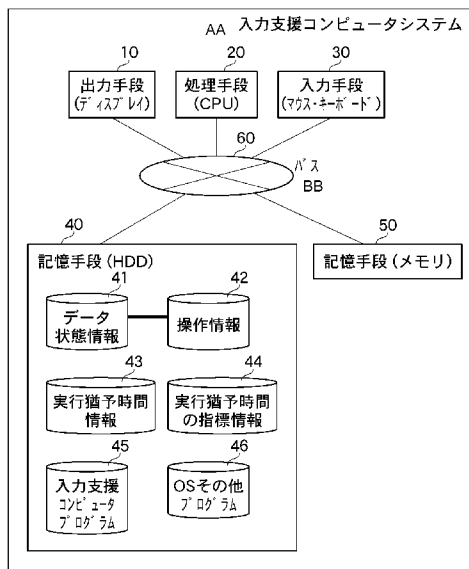 AA 入力支援コンピュータシステム
10
20
30
出力手段
(ディスプレイ)
処理手段
(CPU)
入力手段
(マウス・キーボード)
60
バス
BB
40
50
記憶手段(HDD)
記憶手段(メモリ)
41
42
データ
状態情報
操作情報
43
44
実行猶予時間
情報
実行猶予時間
の指標情報
45
46
入力支援
コンピュータ
プログラム
OSその他
プログラム